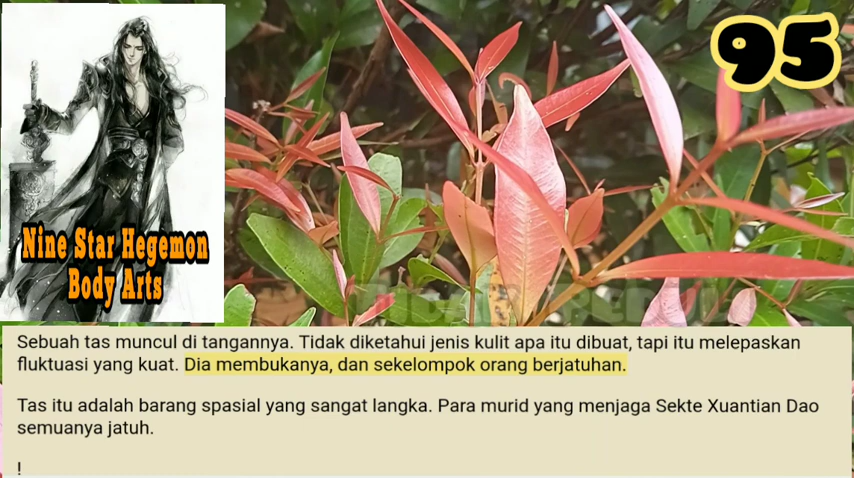 95
Nine Star Hegemon
Body Arts
Sebuah tas muncul di tangannya. Tidak diketahui jenis kulit apa itu dibuat, tapi itu melepaskan
fluktuasi yang kuat. Dia membukanya, dan sekelompok orang berjatuhan.
Tas itu adalah barang spasial yang sangat langka. Para murid yang menjaga Sekte Xuantian Dao
semuanya jatuh.
!